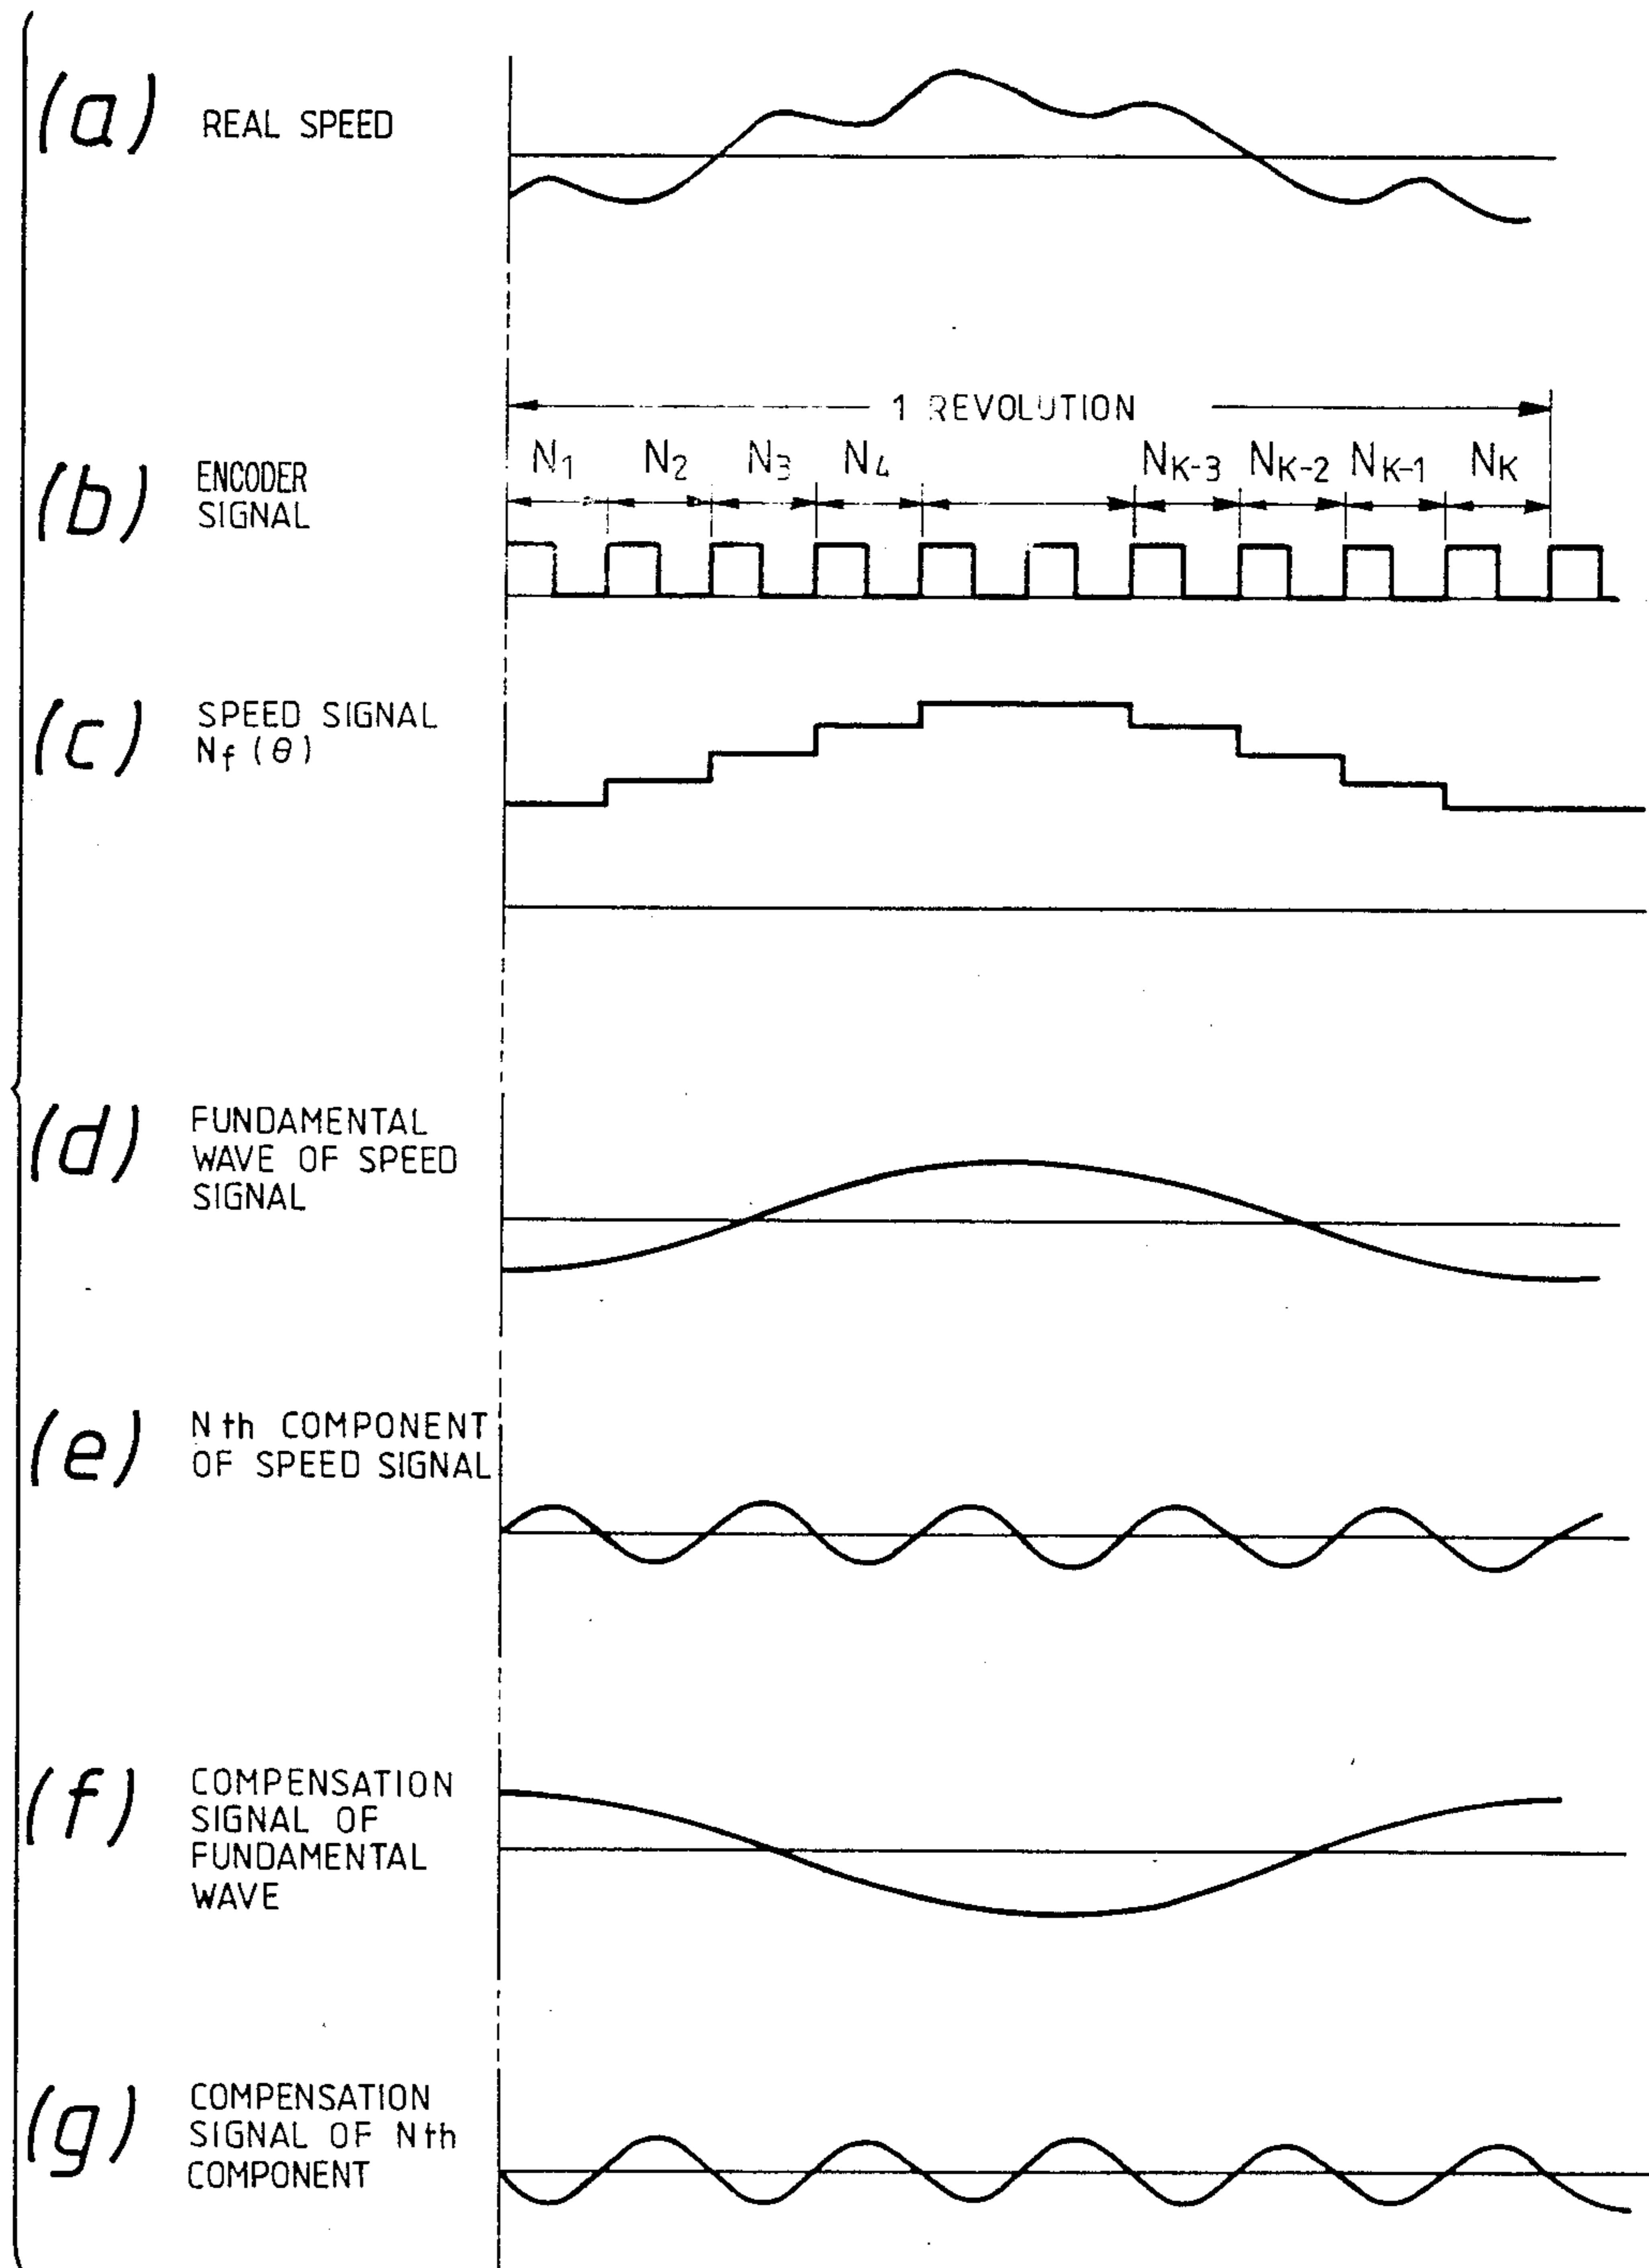 (a) REAL SPEED
1 REVOLUTION
N1 N2 N3 N4 NK-3 NK-2 NK-1 NK
(b) ENCODER
SIGNAL
(c) SPEED SIGNAL
Nf (θ)
(d) FUNDAMENTAL
WAVE OF SPEED
SIGNAL
(e) Nth COMPONENT
OF SPEED SIGNAL
(f) COMPENSATION
SIGNAL OF
FUNDAMENTAL
WAVE
(g) COMPENSATION
SIGNAL OF Nth
COMPONENT